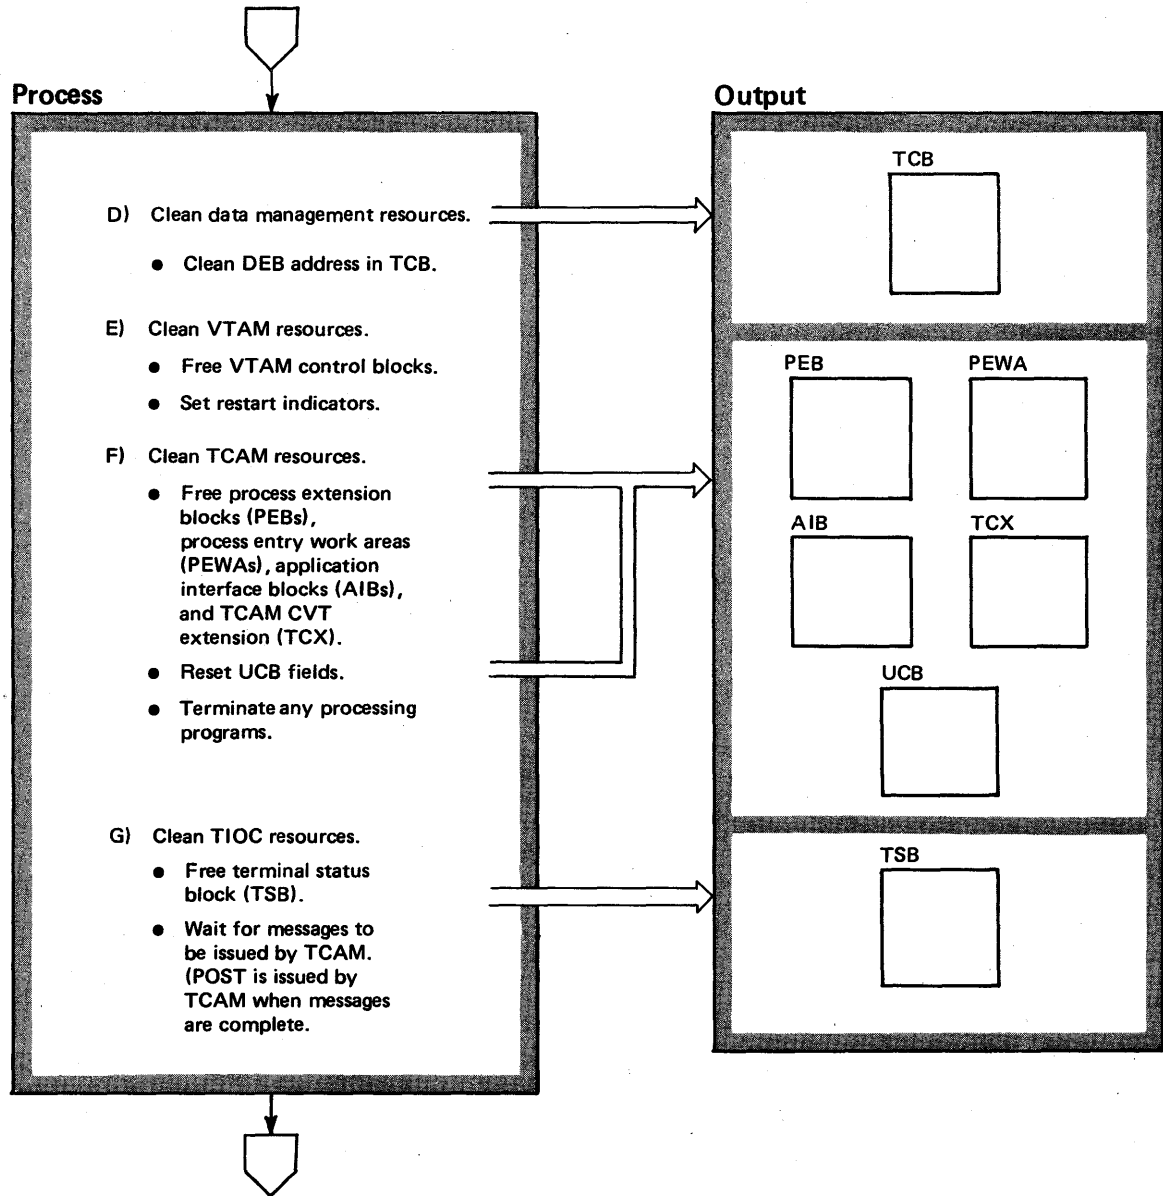 Process
D) Clean data management resources.
● Clean DEB address in TCB.
E) Clean VTAM resources.
● Free VTAM control blocks.
● Set restart indicators.
F) Clean TCAM resources.
● Free process extension
blocks (PEBs),
process entry work areas
(PEWAs), application
interface blocks (AIBs),
and TCAM CVT
extension (TCX).
● Reset UCB fields.
● Terminate any processing
programs.
G) Clean TIOC resources.
● Free terminal status
block (TSB).
● Wait for messages to
be issued by TCAM.
(POST is issued by
TCAM when messages
are complete.
Output
TCB
PEB PEWA
AIB TCX
UCB
TSB